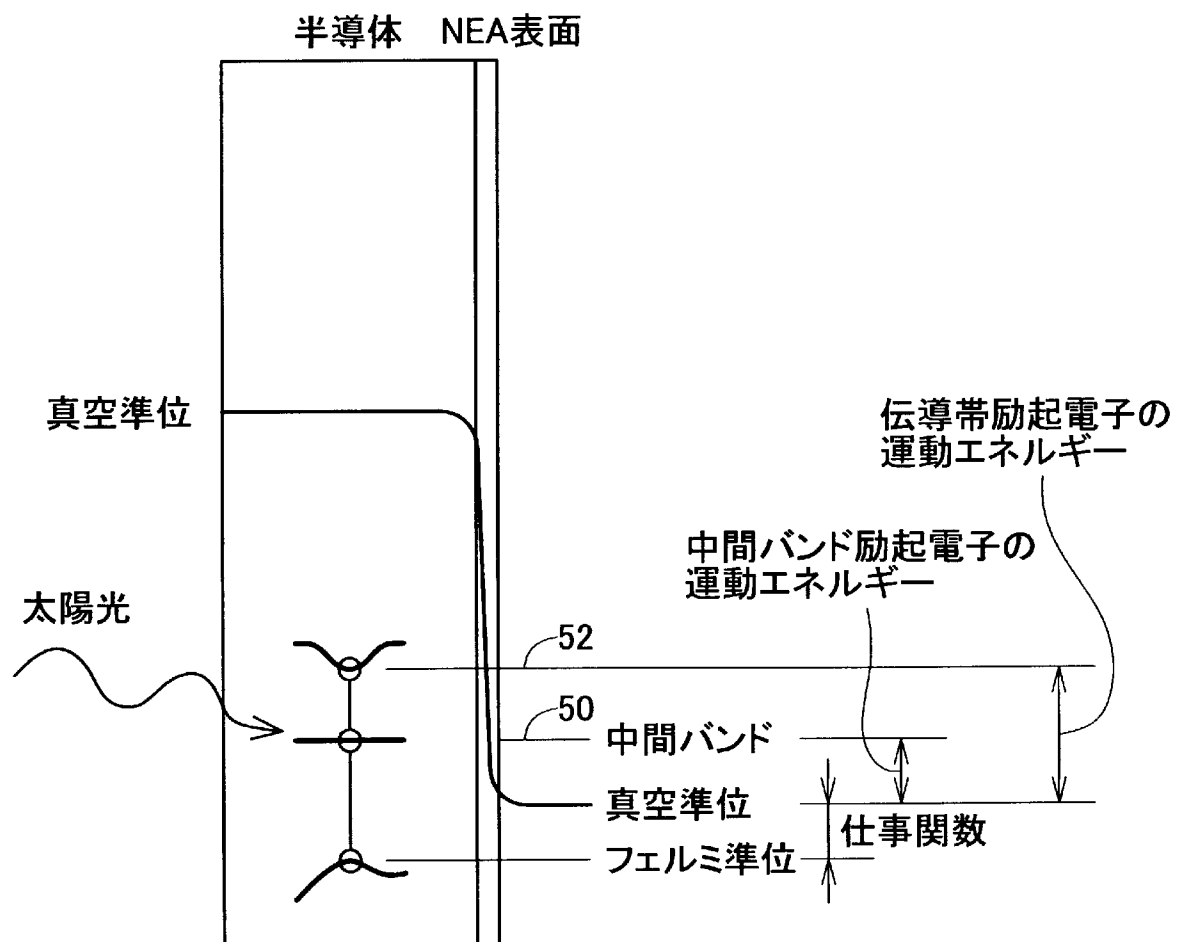 半導体 NEA表面
真空準位
伝導帯励起電子の
運動エネルギー
中間バンド励起電子の
運動エネルギー
太陽光
52
50
中間バンド
真空準位
仕事関数
フェルミ準位